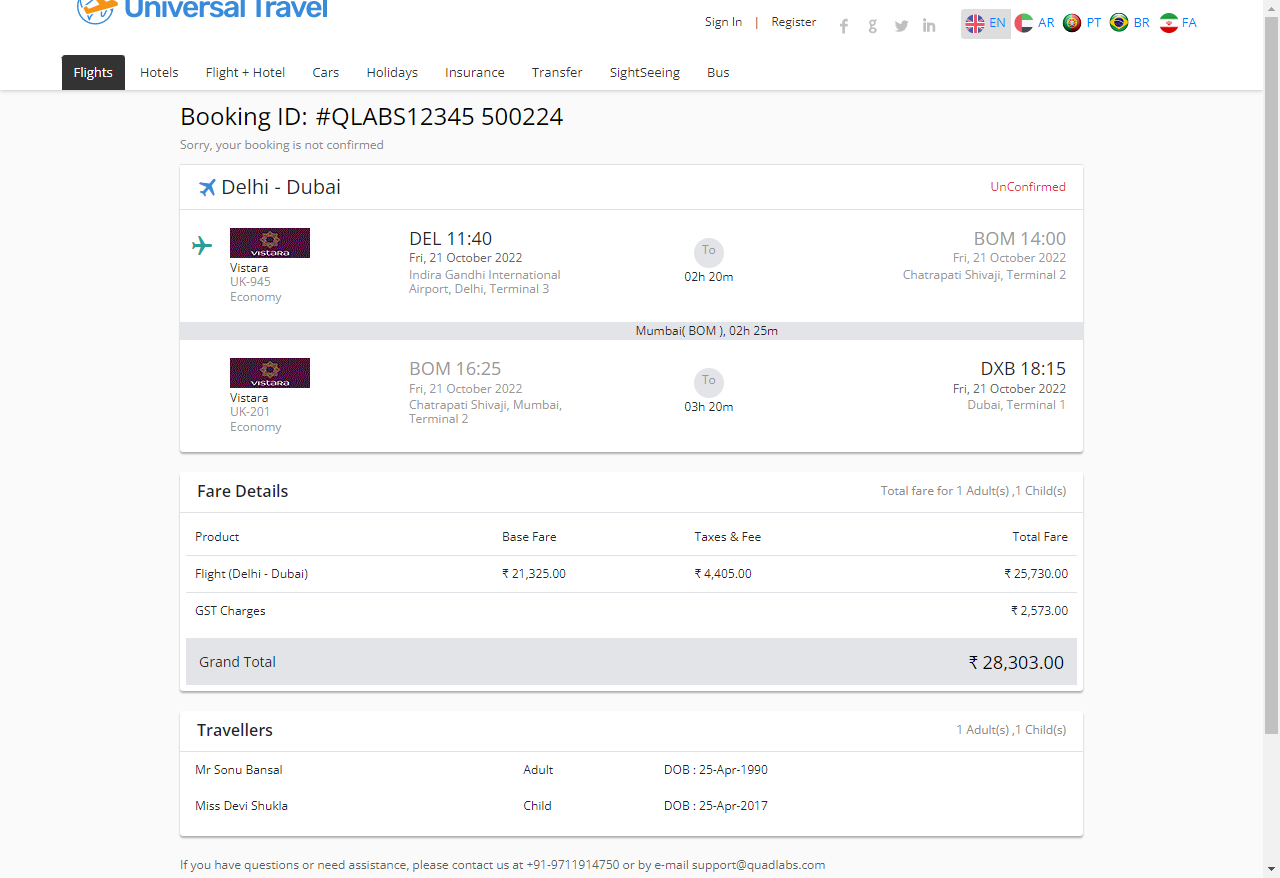 Universal Travel
Sign In | Register
EN AR PT BR FA
Flights Hotels Flight + Hotel Cars Holidays Insurance Transfer SightSeeing Bus
Booking ID: #QLABS12345 500224
Sorry, your booking is not confirmed
Delhi - Dubai UnConfirmed
VISTARA
Vistara
UK-945
Economy
DEL 11:40
Fri, 21 October 2022
Indira Gandhi International
Airport, Delhi, Terminal 3
To
02h 20m
BOM 14:00
Fri, 21 October 2022
Chatrapati Shivaji, Terminal 2
Mumbai( BOM ), 02h 25m
VISTARA
Vistara
UK-201
Economy
BOM 16:25
Fri, 21 October 2022
Chatrapati Shivaji, Mumbai,
Terminal 2
To
03h 20m
DXB 18:15
Fri, 21 October 2022
Dubai, Terminal 1
Fare Details Total fare for 1 Adult(s) ,1 Child(s)
Product Base Fare Taxes & Fee Total Fare
Flight (Delhi - Dubai) ₹ 21,325.00 ₹ 4,405.00 ₹ 25,730.00
GST Charges ₹ 2,573.00
Grand Total ₹ 28,303.00
Travellers 1 Adult(s) ,1 Child(s)
Mr Sonu Bansal Adult DOB : 25-Apr-1990
Miss Devi Shukla Child DOB : 25-Apr-2017
If you have questions or need assistance, please contact us at +91-9711914750 or by e-mail support@quadlabs.com